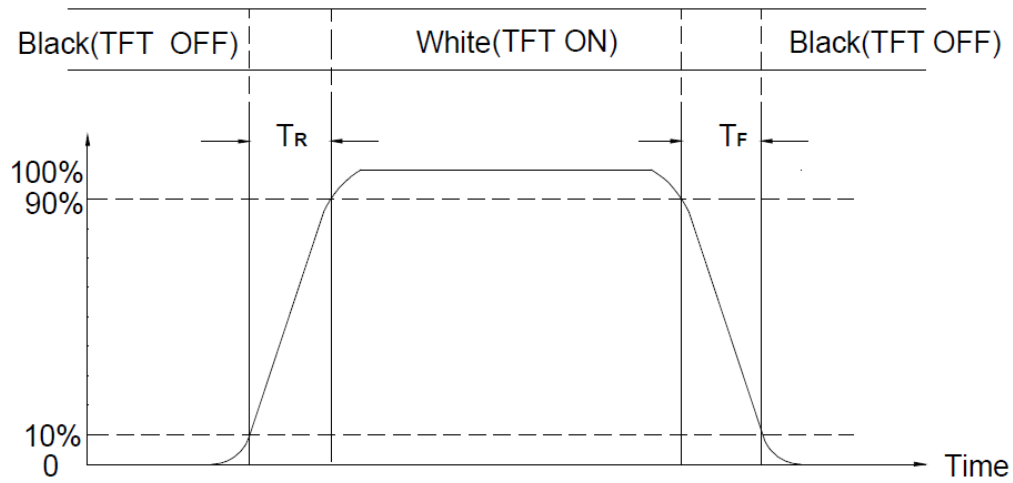 Black(TFT OFF) White(TFT ON) Black(TFT OFF)
TR TF
100%
90%
10%
0
Time